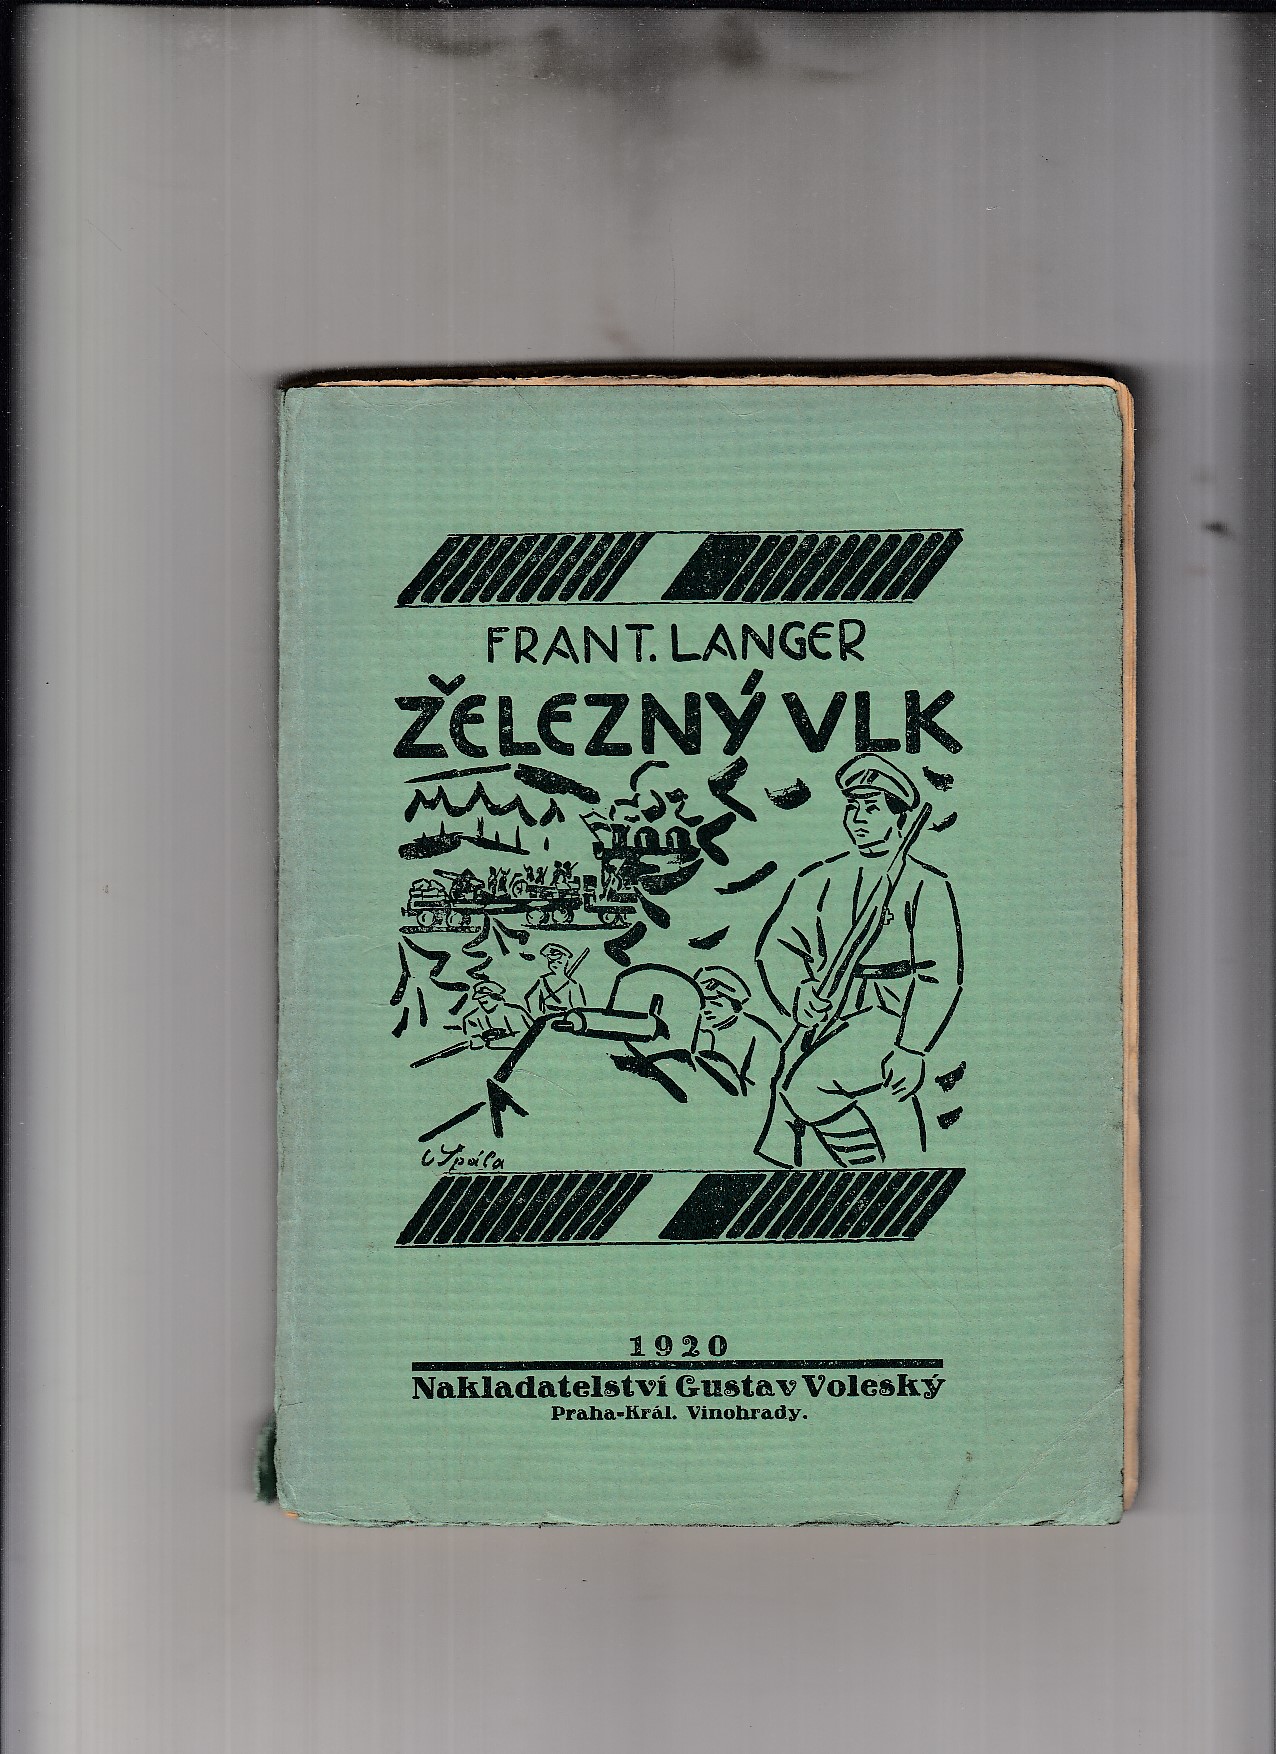 FRANT. LANGER
ŽELEZNÝ VLK
V Špála
1920
Nakladatelství Gustav Voleský
Praha-Král. Vinohrady.